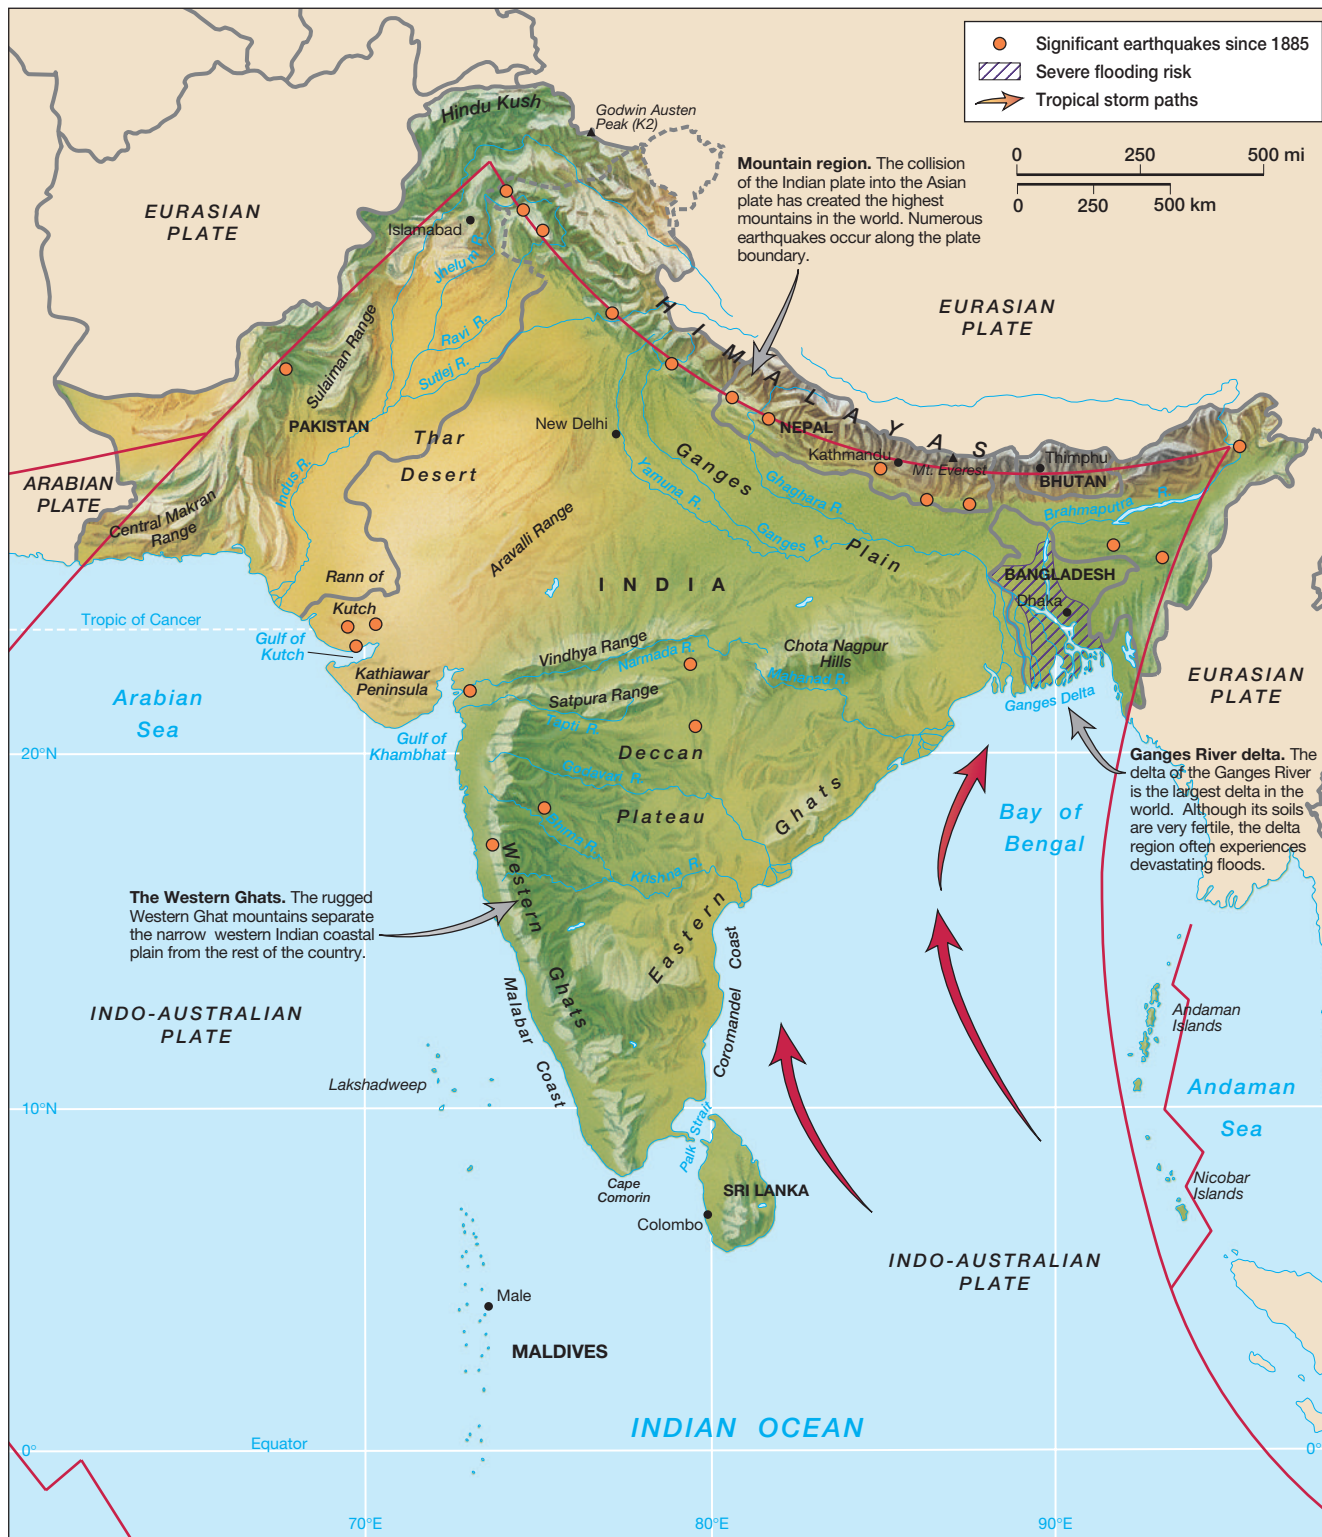 Significant earthquakes since 1885
Severe flooding risk
Tropical storm paths
0 250 500 mi
0 250 500 km
Hindu Kush
Godwin Austen
Peak (K2)
Mountain region. The collision
of the Indian plate into the Asian
plate has created the highest
mountains in the world. Numerous
earthquakes occur along the plate
boundary.
EURASIAN
PLATE
Islamabad
Jhelum R.
EURASIAN
PLATE
HIMALAYAS
Ravi R.
Sulaiman Range
Sutlej R.
PAKISTAN
Thar
Desert
New Delhi
NEPAL
Kathmandu
Mt. Everest
Thimphu
BHUTAN
Ganges
Plain
Ghaghara R.
Yamuna R.
Ganges R.
Brahmaputra R.
Indus R.
ARABIAN
PLATE
Central Makran
Range
Aravalli Range
INDIA
BANGLADESH
Dhaka
Rann of
Kutch
Tropic of Cancer
Gulf of
Kutch
Kathiawar
Peninsula
Vindhya Range
Narmada R.
Chota Nagpur
Hills
Mahanadi R.
Satpura Range
Tapti R.
Ganges Delta
EURASIAN
PLATE
Arabian
Sea
Gulf of
Khambhat
20°N
Deccan
Plateau
Godavari R.
Bhima R.
Krishna R.
Eastern Ghats
Bay of
Bengal
Ganges River delta. The
delta of the Ganges River
is the largest delta in the
world. Although its soils
are very fertile, the delta
region often experiences
devastating floods.
Western Ghats
The Western Ghats. The rugged
Western Ghat mountains separate
the narrow western Indian coastal
plain from the rest of the country.
Malabar Coast
Coromandel Coast
INDO-AUSTRALIAN
PLATE
Andaman
Islands
Lakshadweep
10°N
Andaman
Sea
Palk Strait
Cape
Comorin
SRI LANKA
Colombo
Nicobar
Islands
INDO-AUSTRALIAN
PLATE
Male
MALDIVES
INDIAN OCEAN
Equator
0°
0°
70°E
80°E
90°E